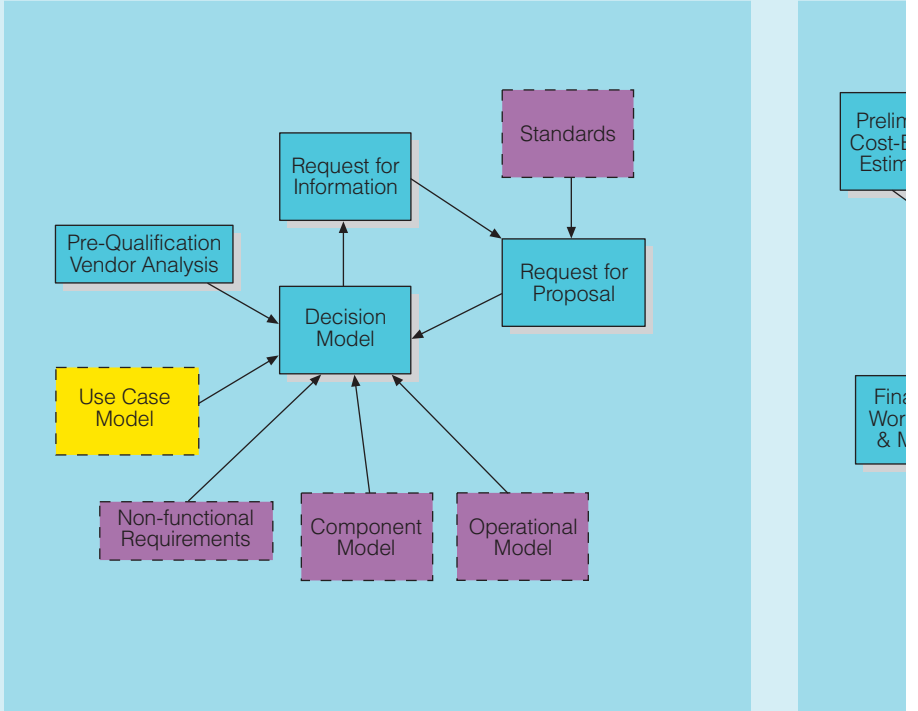 Standards
Request for
Information
Pre-Qualification
Vendor Analysis
Request for
Proposal
Decision
Model
Use Case
Model
Non-functional
Requirements
Component
Model
Operational
Model
&